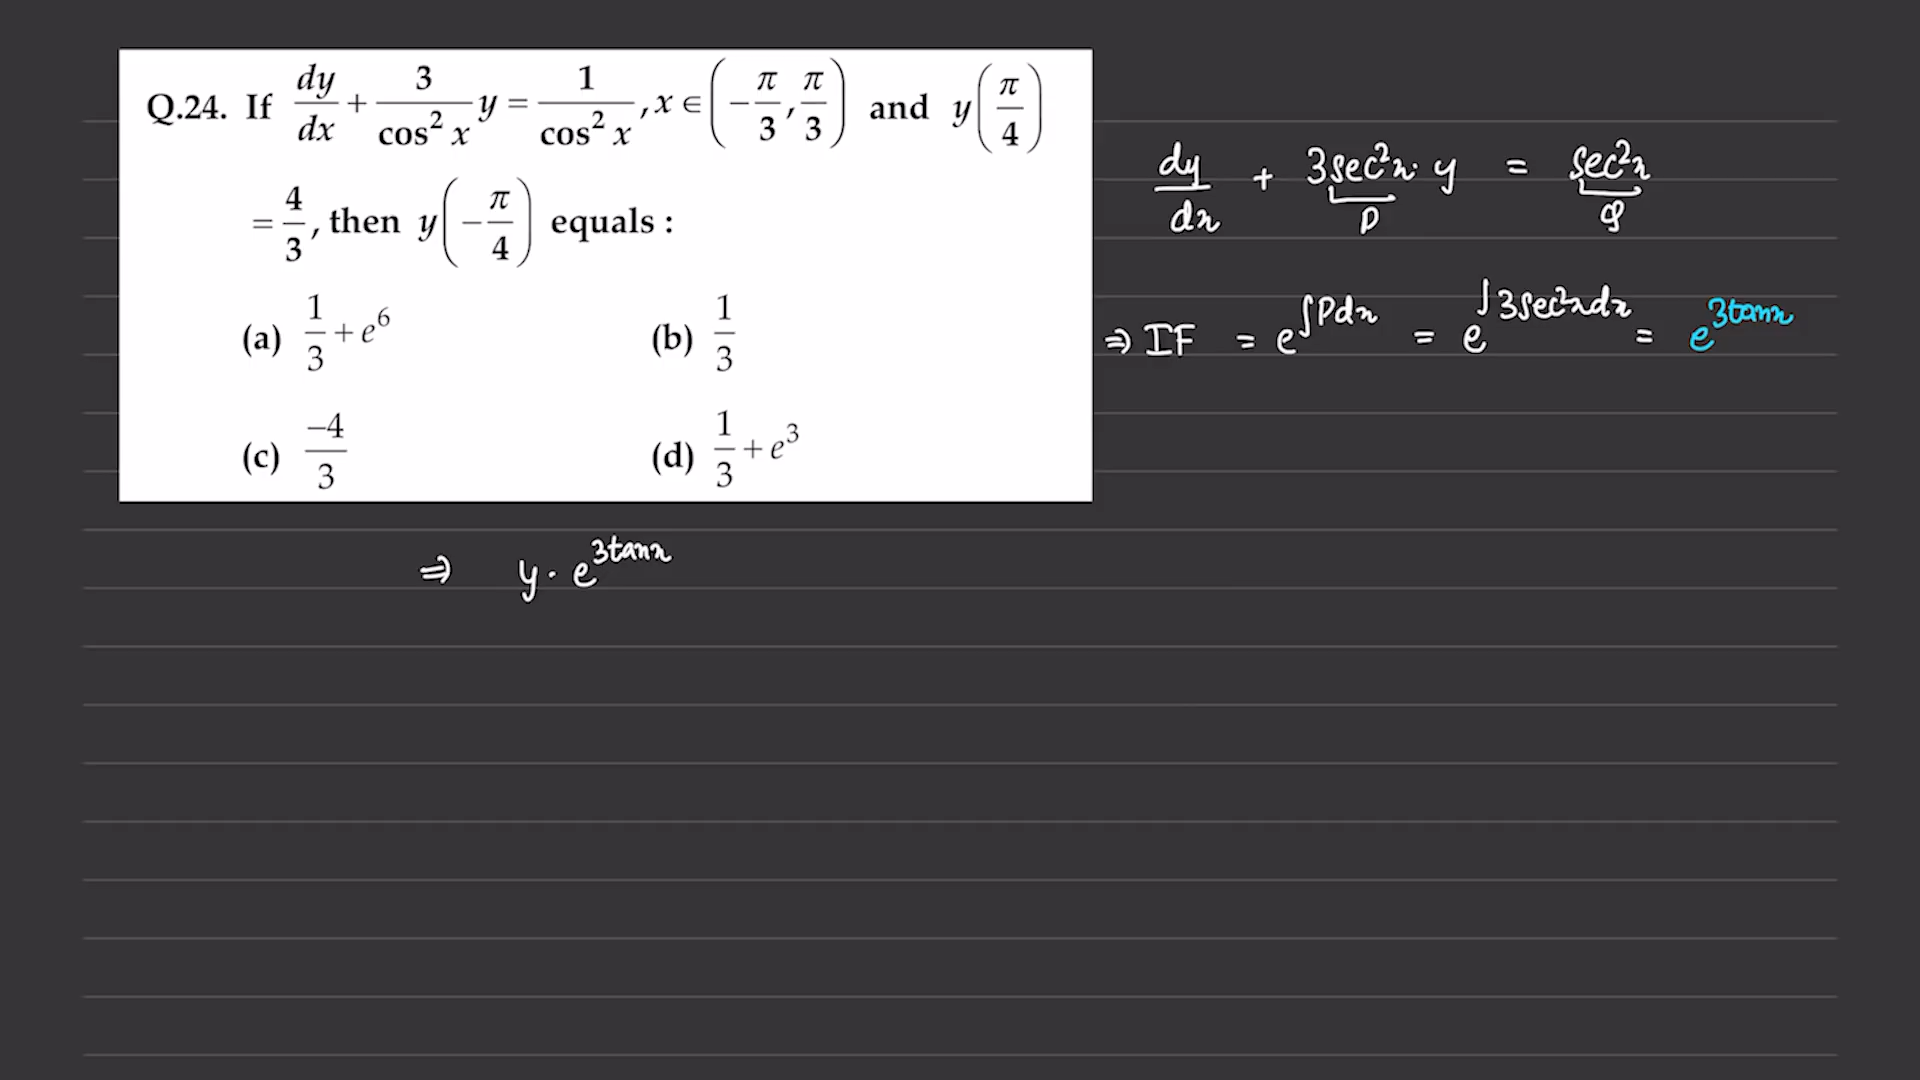 Q.24. If dy/dx + 3/cos² x y = 1/cos² x, x ∈ (−π/3, π/3) and y(π/4)
= 4/3, then y(−π/4) equals :
(a) 1/3 + e⁶ (b) 1/3
(c) −4/3 (d) 1/3 + e³
dy/dx + 3sec²x · y = sec²x
P Q
⇒ IF = e^∫Pdx = e^∫3sec²xdx = e^3tanx
⇒ y · e^3tanx